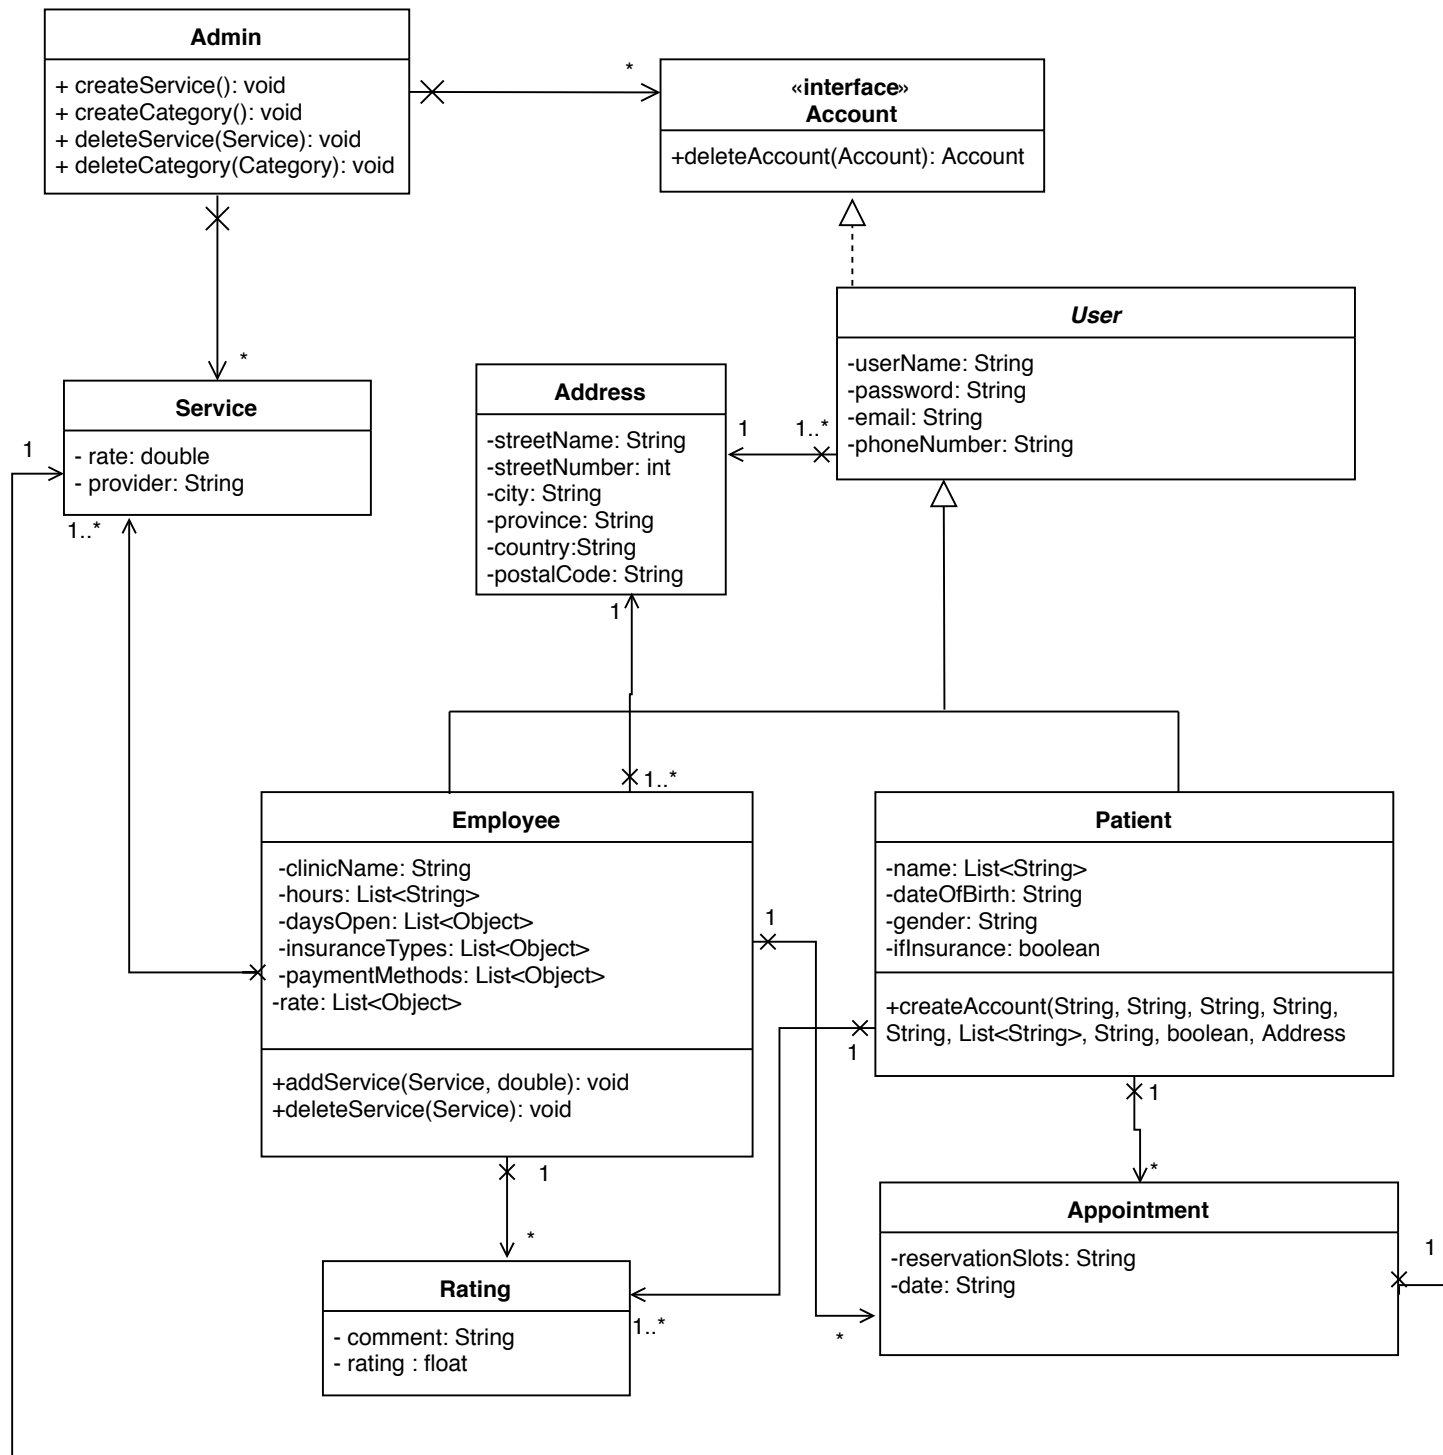 Admin
+ createService(): void
+ createCategory(): void
+ deleteService(Service): void
+ deleteCategory(Category): void
*
«interface»
Account
+deleteAccount(Account): Account
*
User
-userName: String
-password: String
-email: String
-phoneNumber: String
Address
-streetName: String
-streetNumber: int
-city: String
-province: String
-country:String
-postalCode: String
1
1..*
Service
- rate: double
- provider: String
1
1..*
1
1..*
Employee
-clinicName: String
-hours: List<String>
-daysOpen: List<Object>
-insuranceTypes: List<Object>
-paymentMethods: List<Object>
-rate: List<Object>
+addService(Service, double): void
+deleteService(Service): void
1
Patient
-name: List<String>
-dateOfBirth: String
-gender: String
-ifInsurance: boolean
+createAccount(String, String, String, String,
String, List<String>, String, boolean, Address
1
1
*
1
*
Appointment
-reservationSlots: String
-date: String
1
Rating
- comment: String
- rating : float
1..*
*